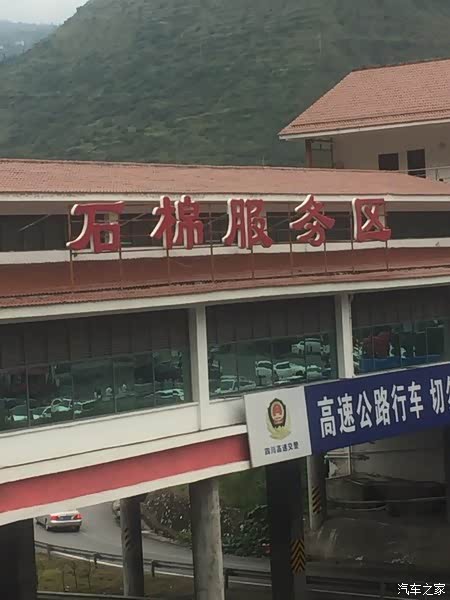 石棉服务区
高速公路行车 切勿
四川高速交警
汽车之家